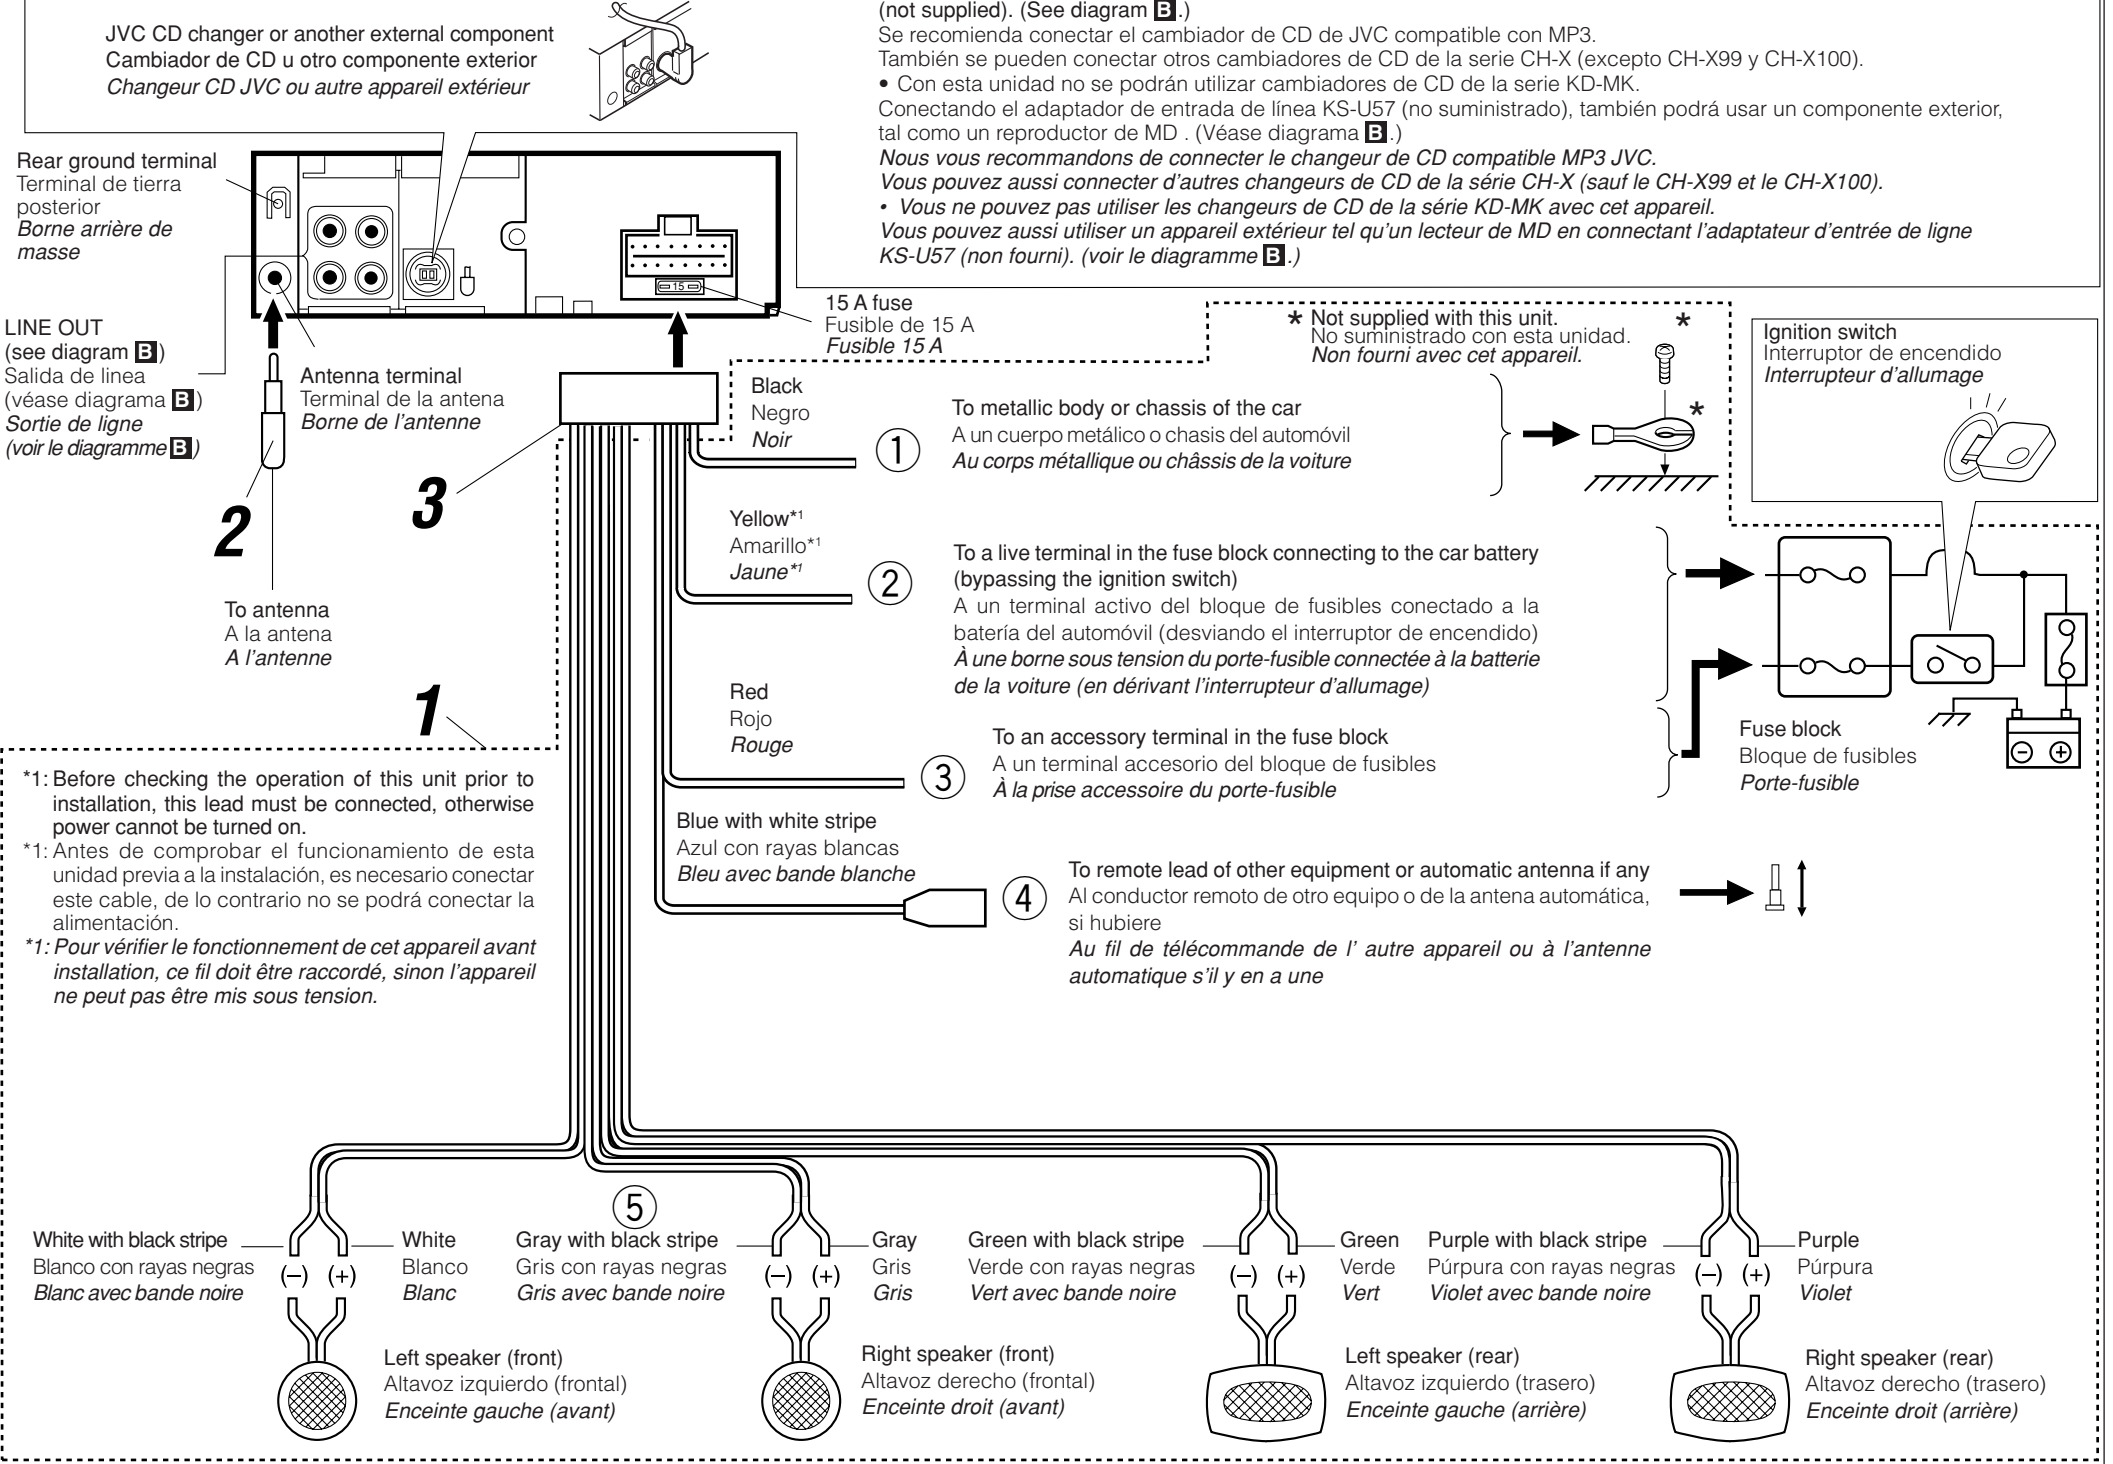 JVC CD changer or another external component
Cambiador de CD u otro componente exterior
Changeur CD JVC ou autre appareil extérieur
(not supplied). (See diagram B.)
Se recomienda conectar el cambiador de CD de JVC compatible con MP3.
También se pueden conectar otros cambiadores de CD de la serie CH-X (excepto CH-X99 y CH-X100).
• Con esta unidad no se podrán utilizar cambiadores de CD de la serie KD-MK.
Conectando el adaptador de entrada de línea KS-U57 (no suministrado), también podrá usar un componente exterior,
tal como un reproductor de MD . (Véase diagrama B.)
Nous vous recommandons de connecter le changeur de CD compatible MP3 JVC.
Vous pouvez aussi connecter d'autres changeurs de CD de la série CH-X (sauf le CH-X99 et le CH-X100).
• Vous ne pouvez pas utiliser les changeurs de CD de la série KD-MK avec cet appareil.
Vous pouvez aussi utiliser un appareil extérieur tel qu'un lecteur de MD en connectant l'adaptateur d'entrée de ligne
KS-U57 (non fourni). (voir le diagramme B.)
Rear ground terminal
Terminal de tierra
posterior
Borne arrière de
masse
LINE OUT
(see diagram B)
Salida de linea
(véase diagrama B)
Sortie de ligne
(voir le diagramme B)
15
15 A fuse
Fusible de 15 A
Fusible 15 A
Antenna terminal
Terminal de la antena
Borne de l'antenne
2
To antenna
A la antena
A l'antenne
3
1
* Not supplied with this unit.
No suministrado con esta unidad.
Non fourni avec cet appareil.
*
*
Ignition switch
Interruptor de encendido
Interrupteur d'allumage
Black
Negro
Noir
①
To metallic body or chassis of the car
A un cuerpo metálico o chasis del automóvil
Au corps métallique ou châssis de la voiture
Yellow*1
Amarillo*1
Jaune*1
②
To a live terminal in the fuse block connecting to the car battery
(bypassing the ignition switch)
A un terminal activo del bloque de fusibles conectado a la
batería del automóvil (desviando el interruptor de encendido)
À une borne sous tension du porte-fusible connectée à la batterie
de la voiture (en dérivant l'interrupteur d'allumage)
Red
Rojo
Rouge
③
To an accessory terminal in the fuse block
A un terminal accesorio del bloque de fusibles
À la prise accessoire du porte-fusible
Fuse block
Bloque de fusibles
Porte-fusible
− +
Blue with white stripe
Azul con rayas blancas
Bleu avec bande blanche
④
To remote lead of other equipment or automatic antenna if any
Al conductor remoto de otro equipo o de la antena automática,
si hubiere
Au fil de télécommande de l' autre appareil ou à l'antenne
automatique s'il y en a une
*1: Before checking the operation of this unit prior to
installation, this lead must be connected, otherwise
power cannot be turned on.
*1: Antes de comprobar el funcionamiento de esta
unidad previa a la instalación, es necesario conectar
este cable, de lo contrario no se podrá conectar la
alimentación.
*1: Pour vérifier le fonctionnement de cet appareil avant
installation, ce fil doit être raccordé, sinon l'appareil
ne peut pas être mis sous tension.
⑤
White with black stripe
Blanco con rayas negras
Blanc avec bande noire
(−) (+)
White
Blanco
Blanc
Left speaker (front)
Altavoz izquierdo (frontal)
Enceinte gauche (avant)
Gray with black stripe
Gris con rayas negras
Gris avec bande noire
(−) (+)
Gray
Gris
Gris
Right speaker (front)
Altavoz derecho (frontal)
Enceinte droit (avant)
Green with black stripe
Verde con rayas negras
Vert avec bande noire
(−) (+)
Green
Verde
Vert
Left speaker (rear)
Altavoz izquierdo (trasero)
Enceinte gauche (arrière)
Purple with black stripe
Púrpura con rayas negras
Violet avec bande noire
(−) (+)
Purple
Púrpura
Violet
Right speaker (rear)
Altavoz derecho (trasero)
Enceinte droit (arrière)